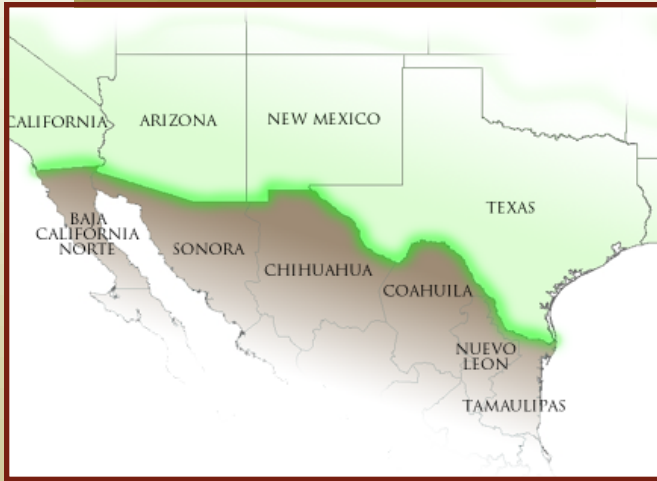 CALIFORNIA
ARIZONA
NEW MEXICO
TEXAS
BAJA
CALIFORNIA
NORTE
SONORA
CHIHUAHUA
COAHUILA
NUEVO
LEON
TAMAULIPAS